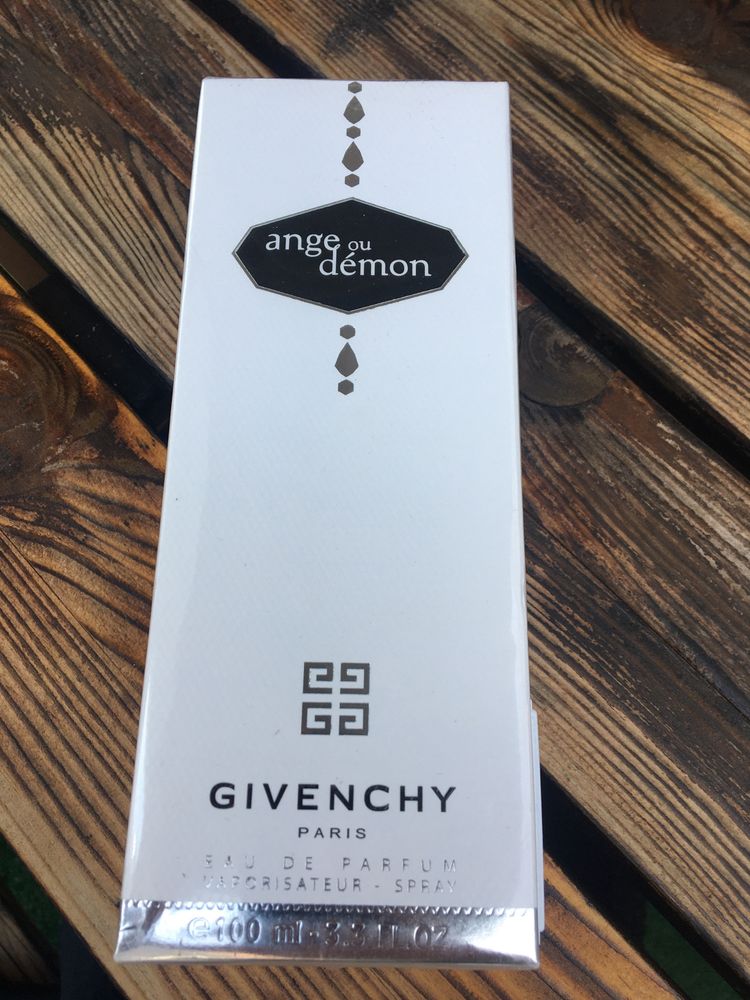 ange ou
démon
GIVENCHY
PARIS
EAU DE PARFUM
VAPORISATEUR - SPRAY
℮100 ml - 3.3 fl.oz